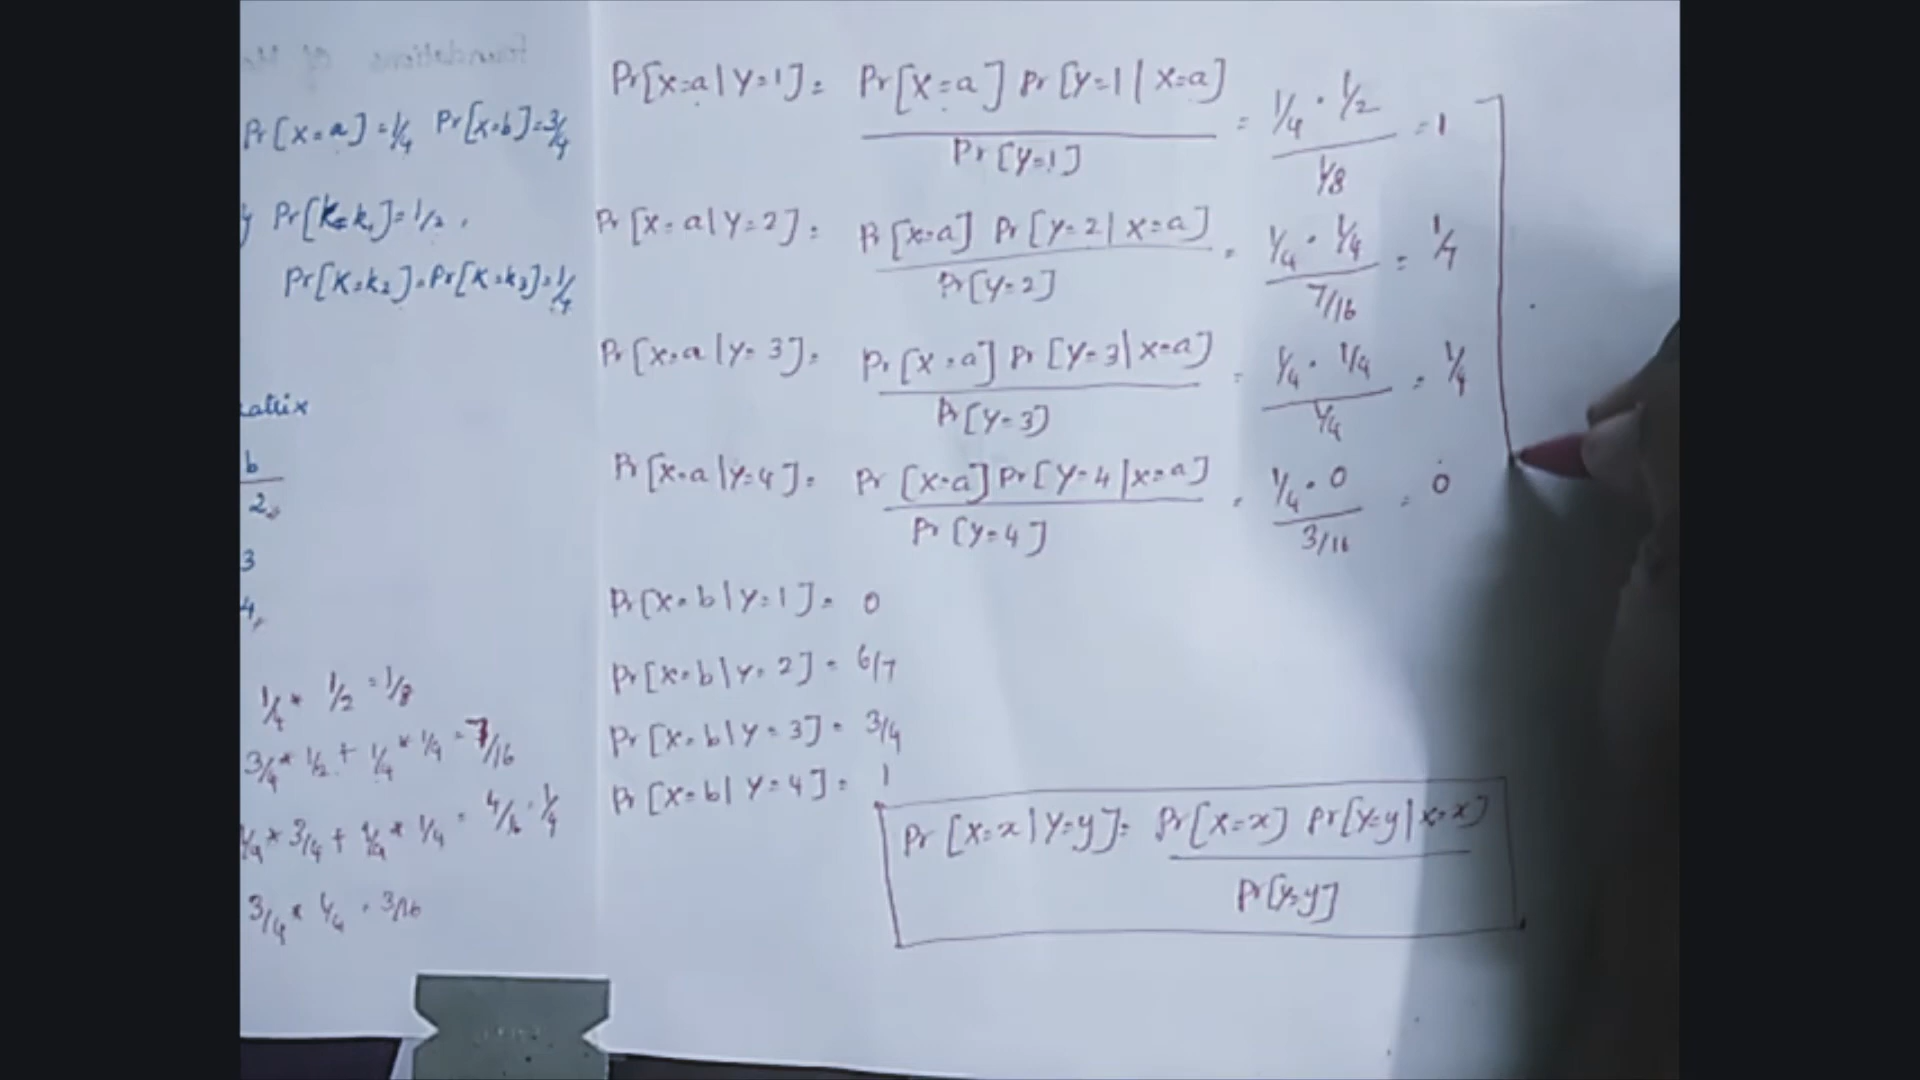 Foundations of
Pr[x=a]=1/4 Pr[x=b]=3/4
Pr[K=k1]=1/2,
Pr[K=k2]=Pr[K=k3]=1/4
atrix
b
2
3
4
1/4 * 1/2 = 1/8
3/4 * 1/2 + 1/4 * 1/4 = 7/16
1/4 * 3/4 + 1/4 * 1/4 = 4/16 = 1/4
3/4 * 1/4 = 3/16
Pr[x=a|y=1] = Pr[x=a] Pr[y=1|x=a] / Pr[y=1] = 1/4 · 1/2 / 1/8 = 1
Pr[x=a|y=2] = Pr[x=a] Pr[y=2|x=a] / Pr[y=2] = 1/4 · 1/4 / 7/16 = 1/7
Pr[x=a|y=3] = Pr[x=a] Pr[y=3|x=a] / Pr[y=3) = 1/4 · 1/4 / 1/4 = 1/4
Pr[x=a|y=4] = Pr[x=a] Pr[y=4|x=a] / Pr[y=4] = 1/4 · 0 / 3/16 = 0
Pr[x=b|y=1] = 0
Pr[x=b|y=2] = 6/7
Pr[x=b|y=3] = 3/4
Pr[x=b|y=4] = 1
Pr[x=x|y=y] = Pr[x=x] Pr[y=y|x=x] / Pr[y=y]